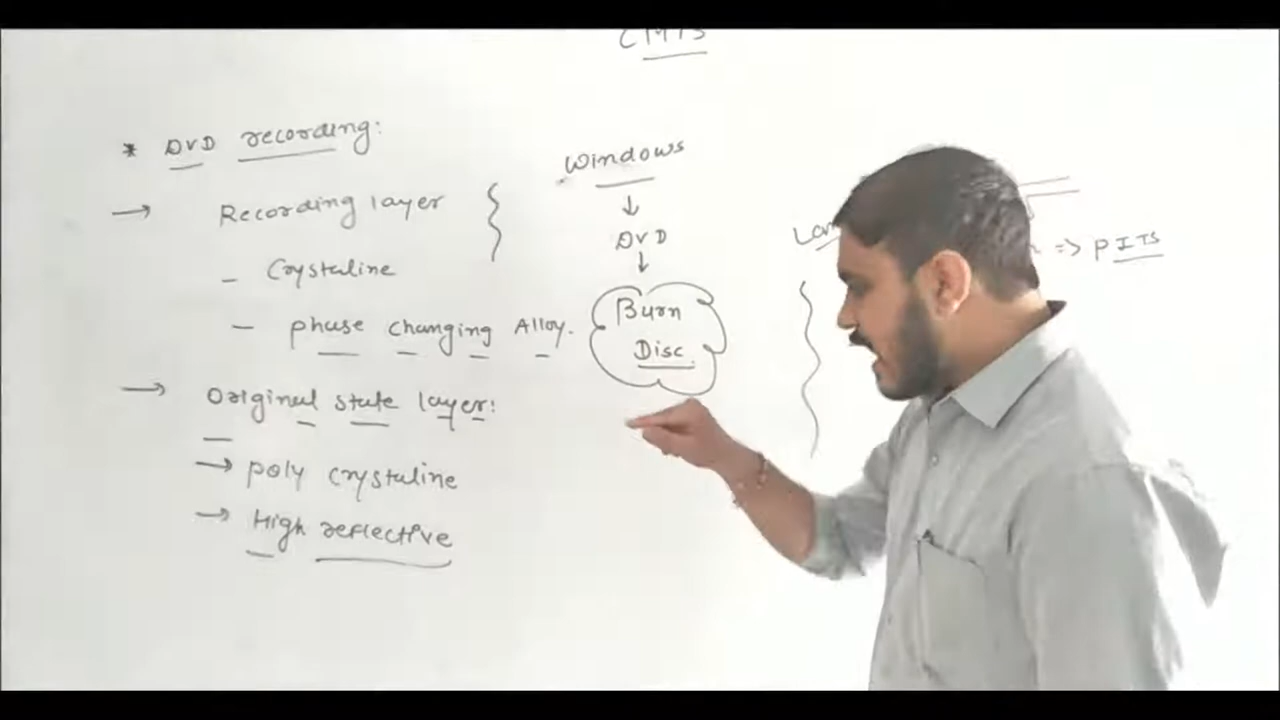 CMTS
* DVD recording:
→ Recording layer
- Crystaline
- phase changing Alloy.
→ Original state layer:
→ poly crystaline
→ High reflective
Windows
↓
DVD
↓
Burn
Disc
=> PITS